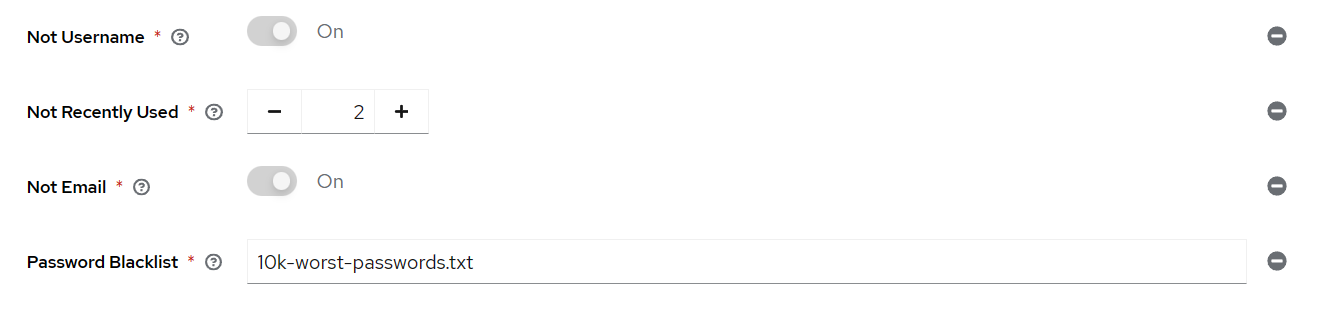 Not Username * On
Not Recently Used * 2
Not Email * On
Password Blacklist * 10k-worst-passwords.txt